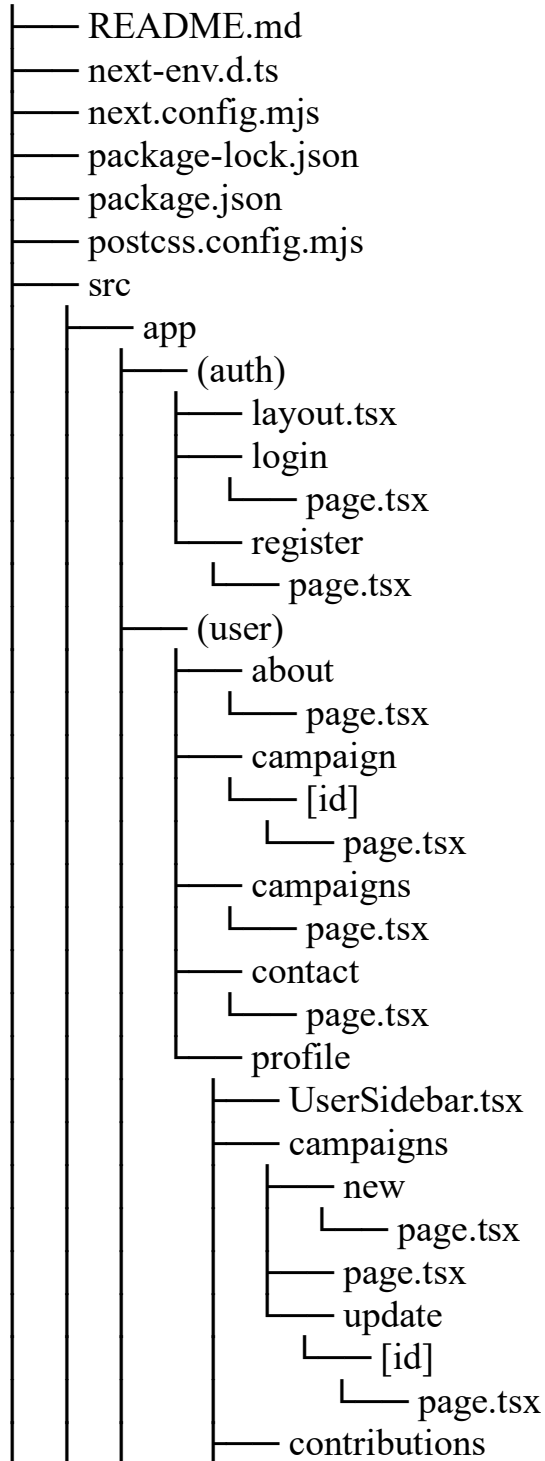 README.md
next-env.d.ts
next.config.mjs
package-lock.json
package.json
postcss.config.mjs
src
app
(auth)
layout.tsx
login
page.tsx
register
page.tsx
(user)
about
page.tsx
campaign
[id]
page.tsx
campaigns
page.tsx
contact
page.tsx
profile
UserSidebar.tsx
campaigns
new
page.tsx
page.tsx
update
[id]
page.tsx
contributions